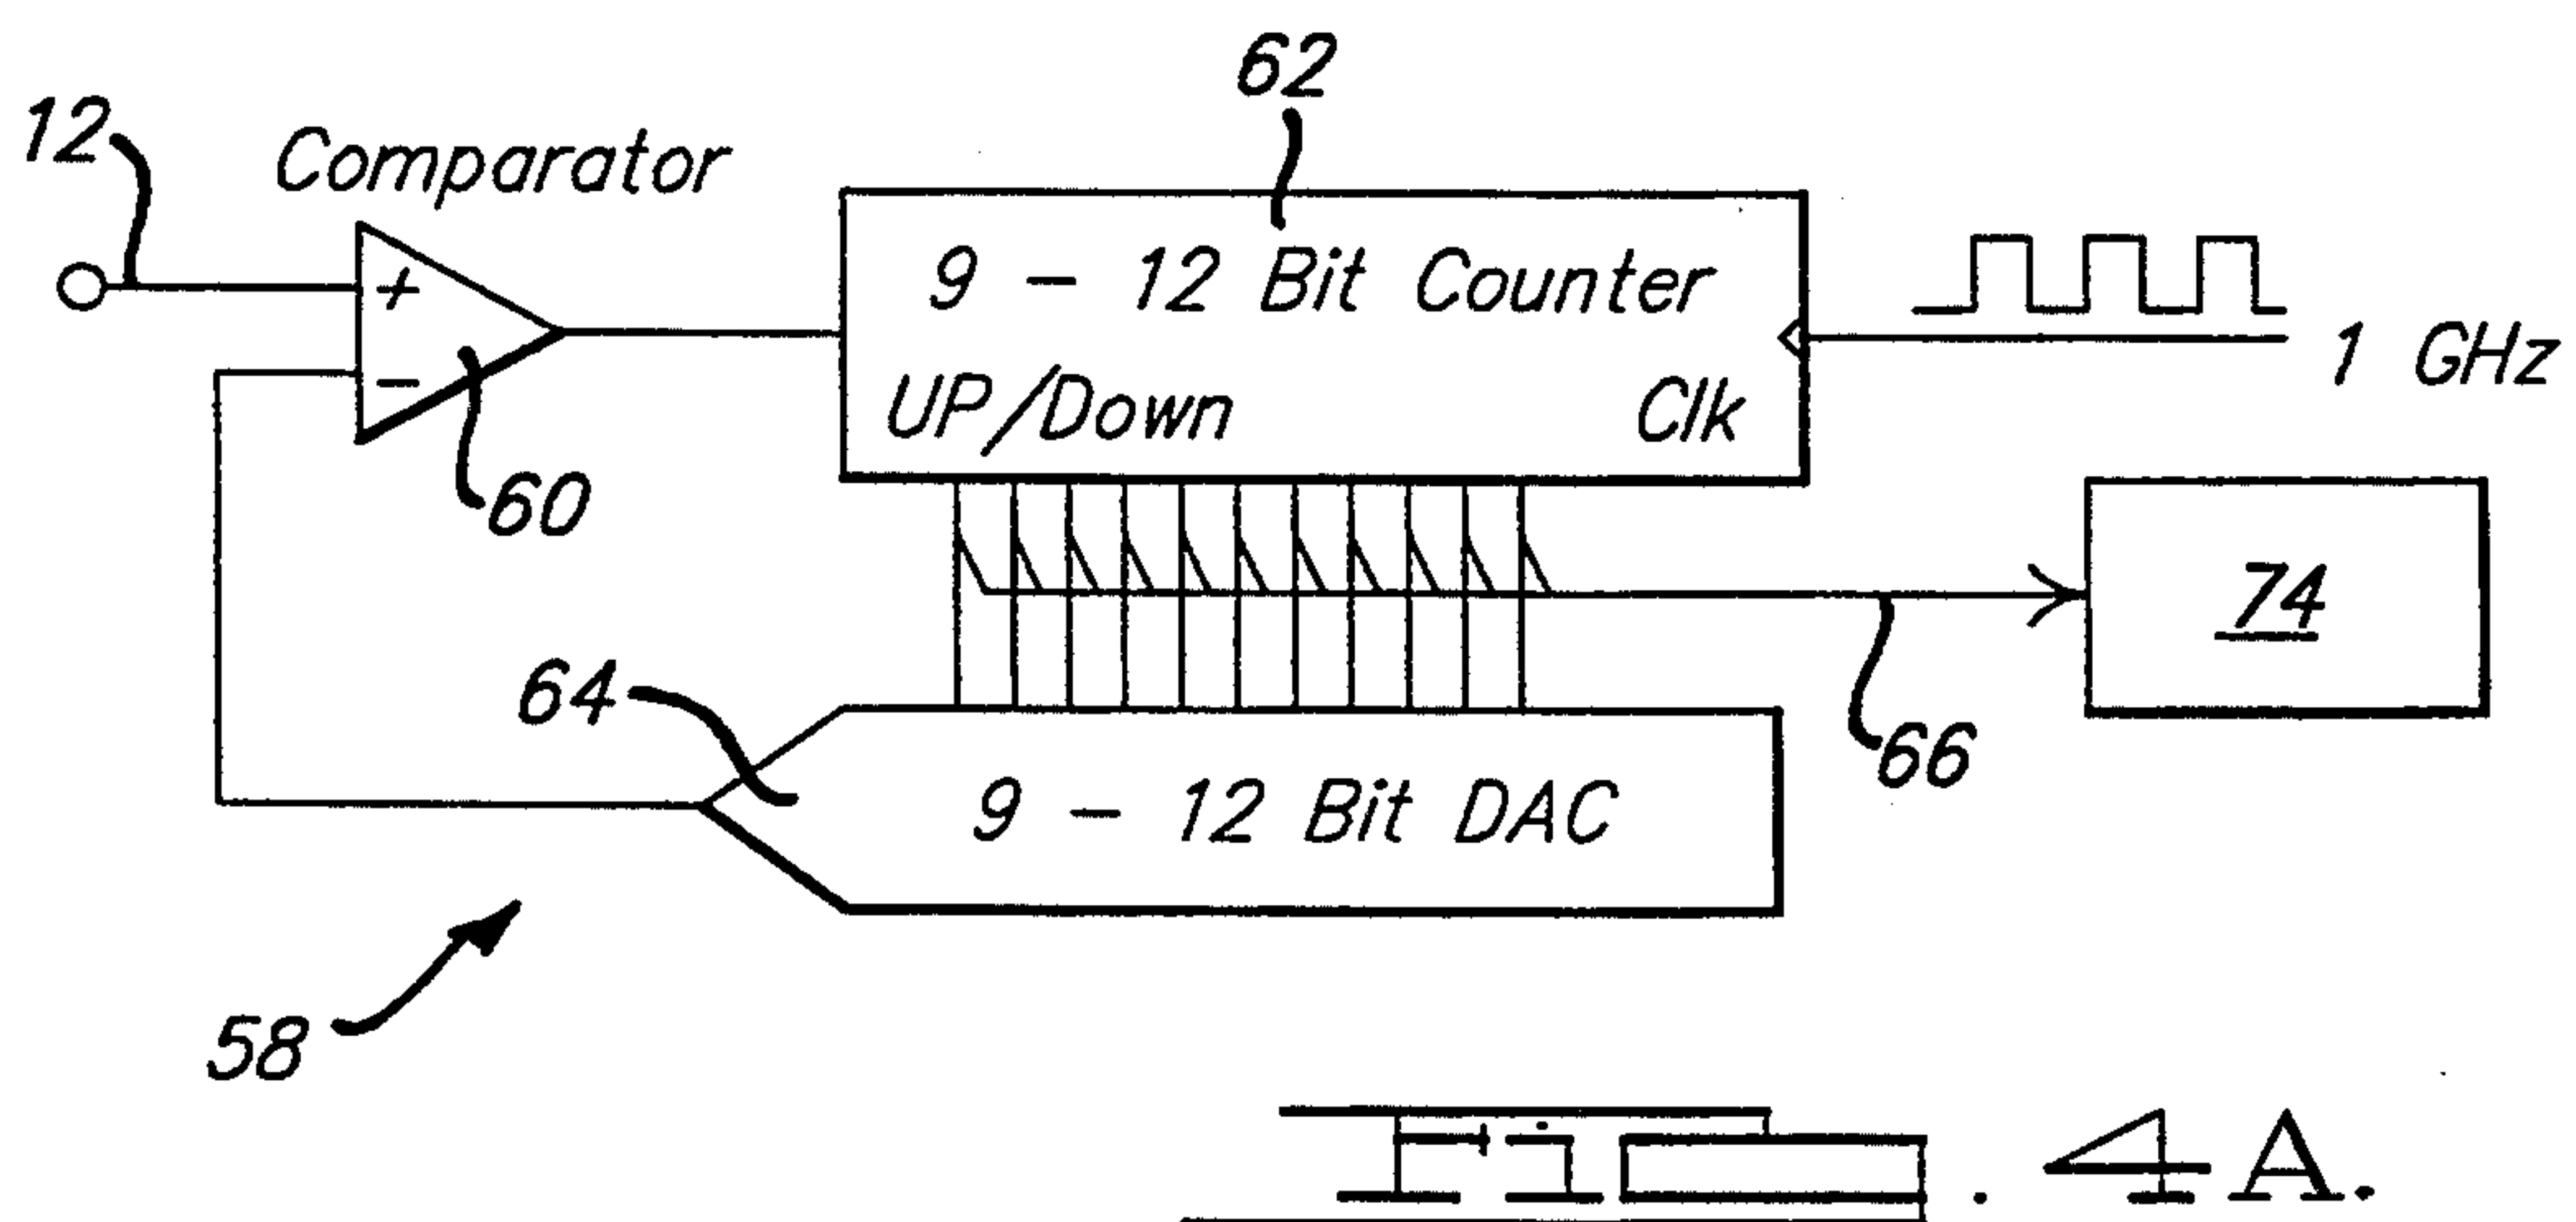 62
12
Comparator
+
9 - 12 Bit Counter
1 GHz
−
UP/Down
Clk
60
74
64
66
9 - 12 Bit DAC
58
4A.